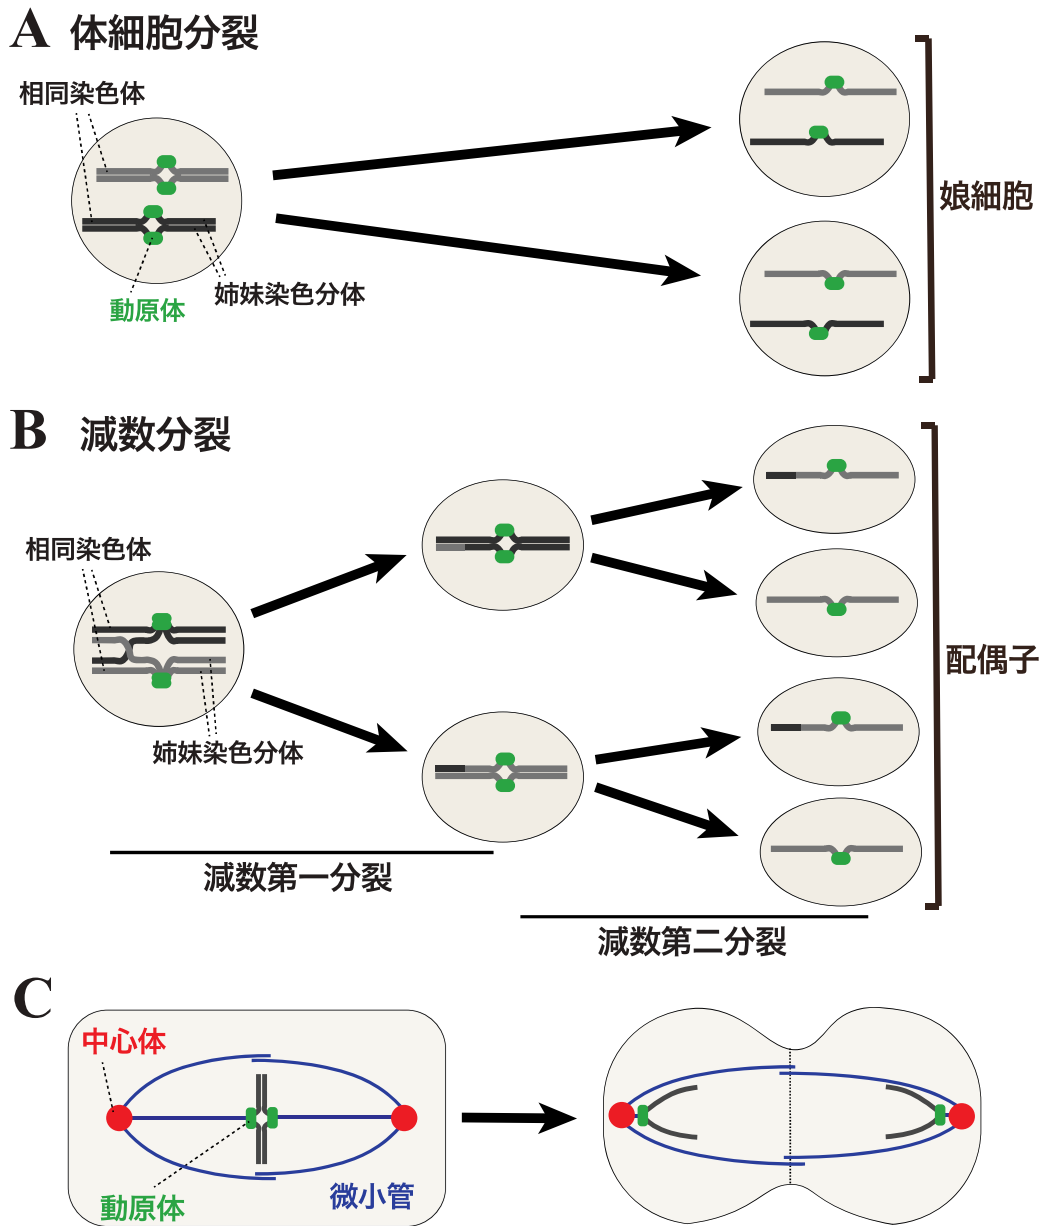 A 体細胞分裂
相同染色体
動原体
姉妹染色分体
娘細胞
B 減数分裂
相同染色体
姉妹染色分体
配偶子
減数第一分裂
減数第二分裂
C
中心体
動原体
微小管